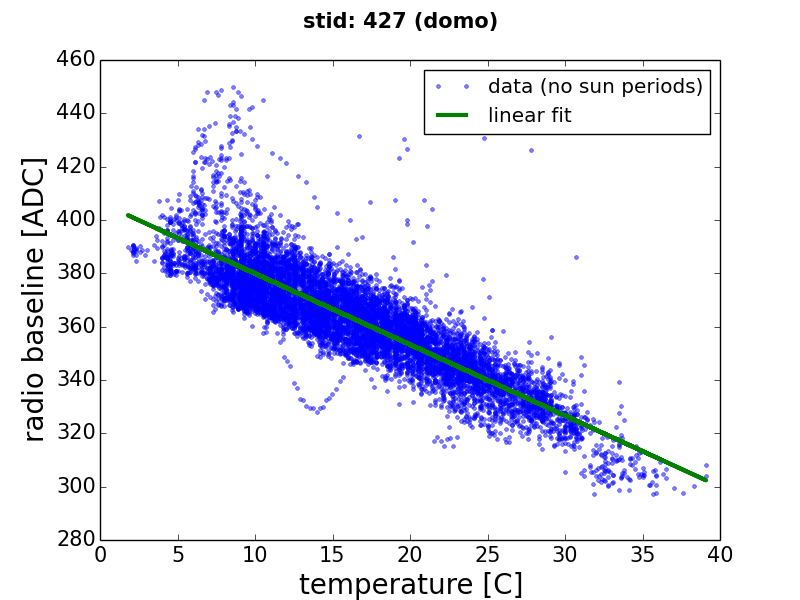 stid: 427 (domo)
460
440
420
400
380
360
340
320
300
280
radio baseline [ADC]
data (no sun periods)
linear fit
0 5 10 15 20 25 30 35 40
temperature [C]